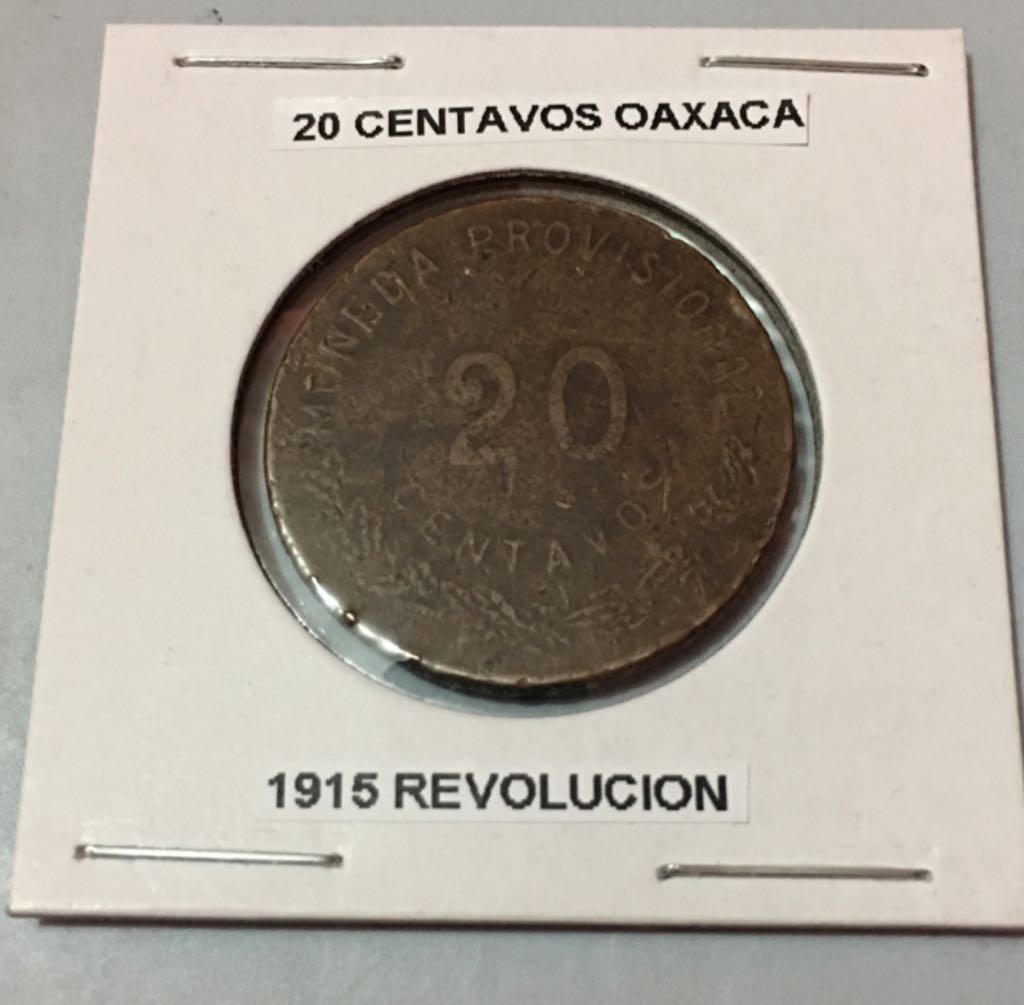 20 CENTAVOS OAXACA
MONEDA PROVISIONAL
20
CENTAVOS
1915 REVOLUCION